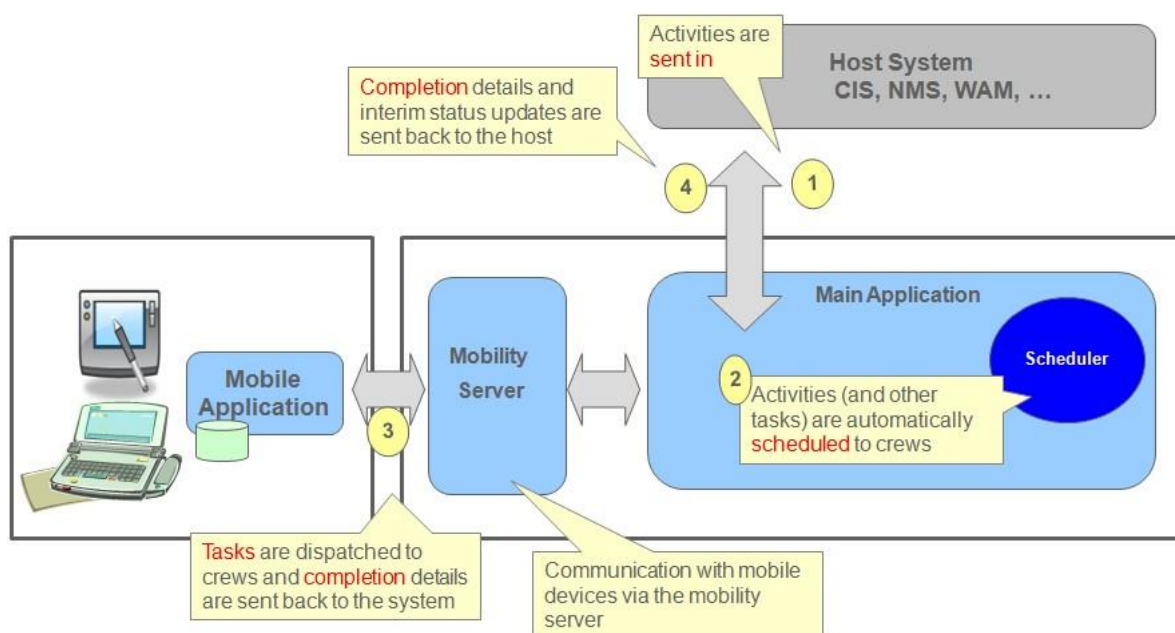 Activities are
sent in
Host System
CIS, NMS, WAM, ...
Completion details and
interim status updates are
sent back to the host
4
1
Main Application
Mobility
Server
Scheduler
Mobile
Application
2
Activities (and other
tasks) are automatically
scheduled to crews
3
Tasks are dispatched to
crews and completion details
are sent back to the system
Communication with mobile
devices via the mobility
server